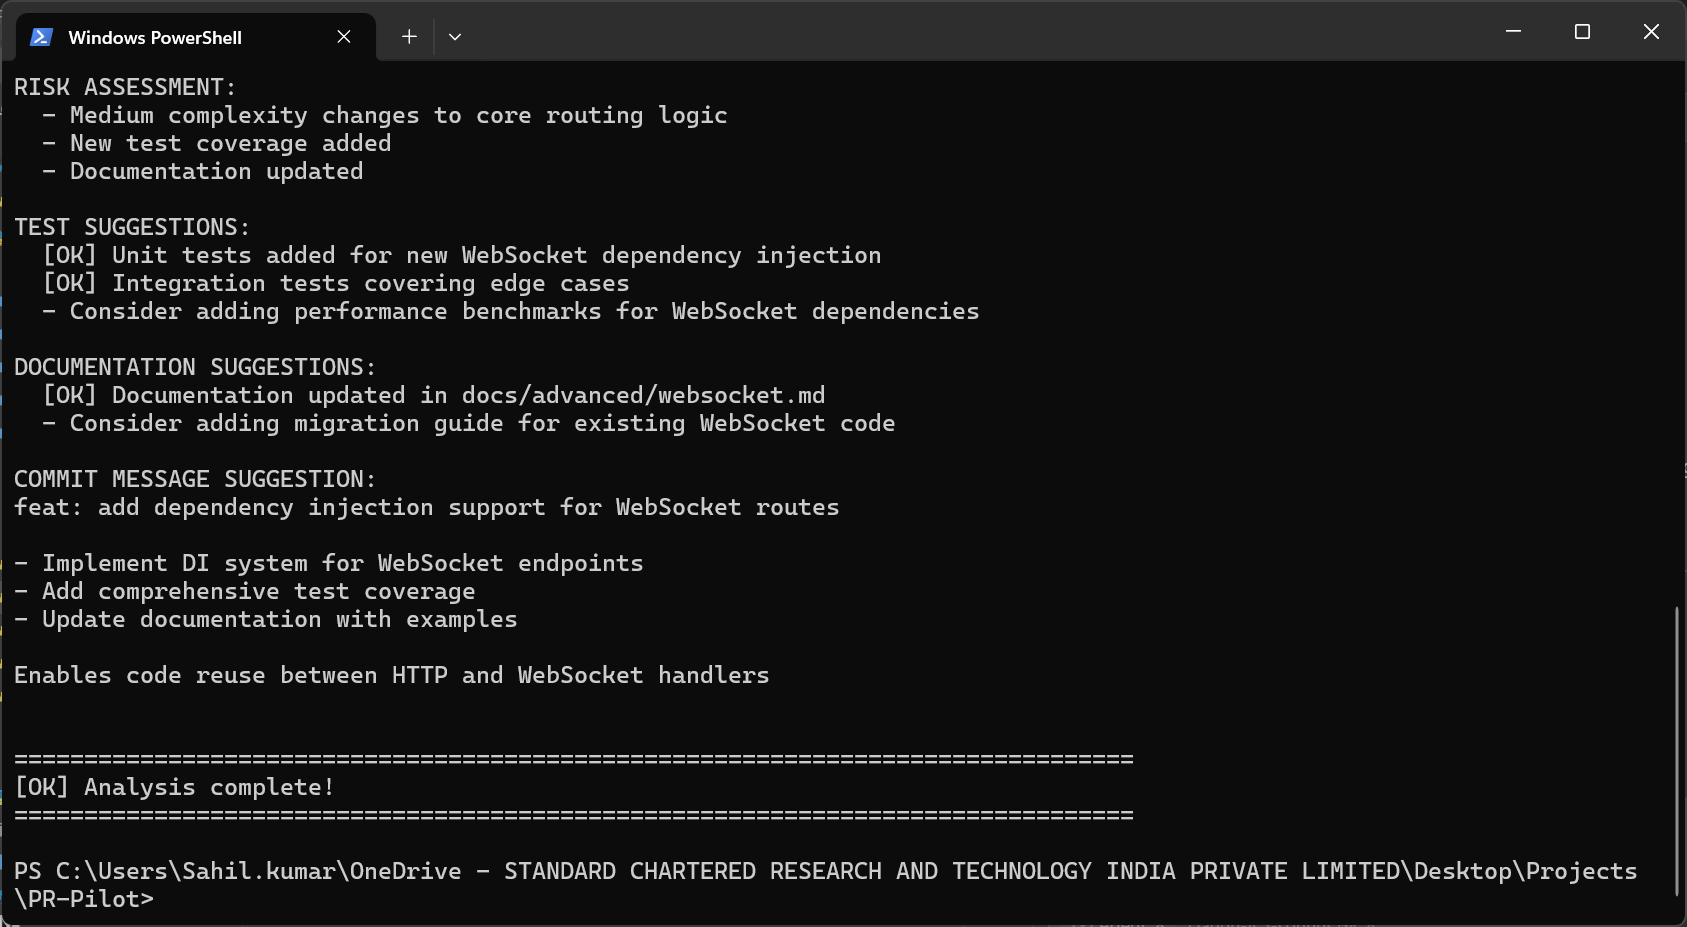 Windows PowerShell
RISK ASSESSMENT:
- Medium complexity changes to core routing logic
- New test coverage added
- Documentation updated
TEST SUGGESTIONS:
[OK] Unit tests added for new WebSocket dependency injection
[OK] Integration tests covering edge cases
- Consider adding performance benchmarks for WebSocket dependencies
DOCUMENTATION SUGGESTIONS:
[OK] Documentation updated in docs/advanced/websocket.md
- Consider adding migration guide for existing WebSocket code
COMMIT MESSAGE SUGGESTION:
feat: add dependency injection support for WebSocket routes
- Implement DI system for WebSocket endpoints
- Add comprehensive test coverage
- Update documentation with examples
Enables code reuse between HTTP and WebSocket handlers
================================================================================
[OK] Analysis complete!
================================================================================
PS C:\Users\Sahil.kumar\OneDrive - STANDARD CHARTERED RESEARCH AND TECHNOLOGY INDIA PRIVATE LIMITED\Desktop\Projects
\PR-Pilot>